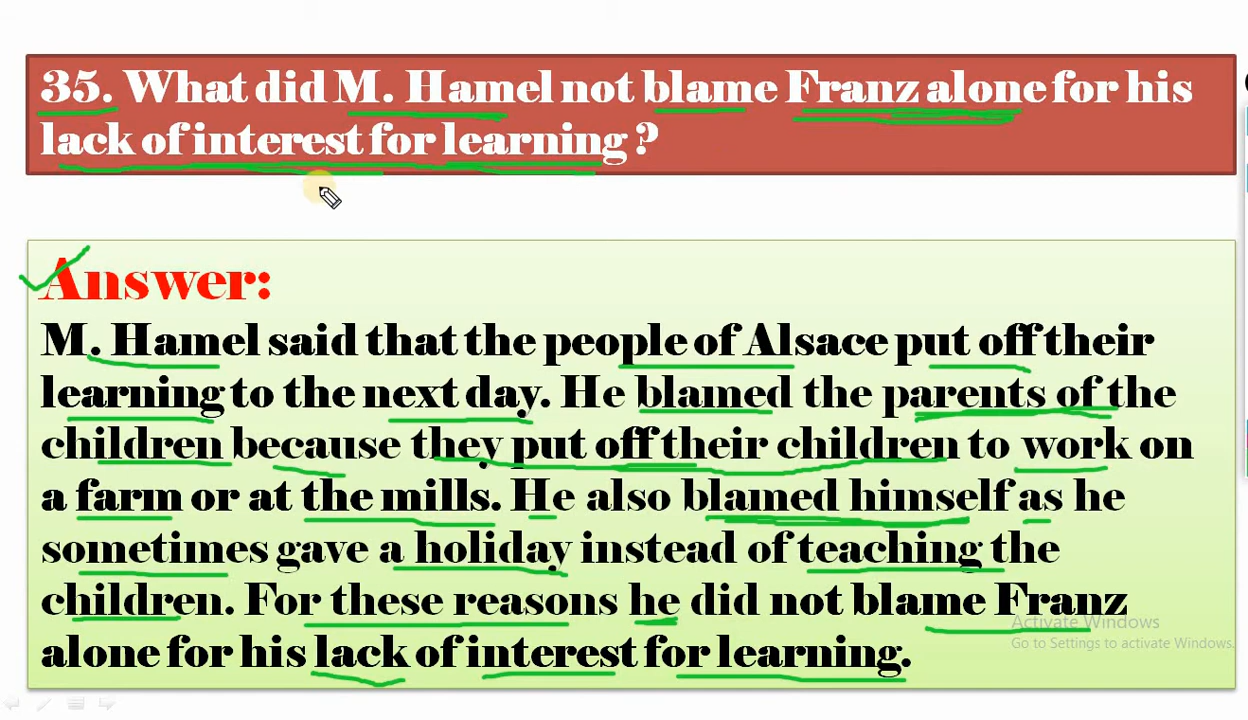 35. What did M. Hamel not blame Franz alone for his
lack of interest for learning ?
Answer:
M. Hamel said that the people of Alsace put off their
learning to the next day. He blamed the parents of the
children because they put off their children to work on
a farm or at the mills. He also blamed himself as he
sometimes gave a holiday instead of teaching the
children. For these reasons he did not blame Franz
alone for his lack of interest for learning.
Activate Windows
Go to Settings to activate Windows.